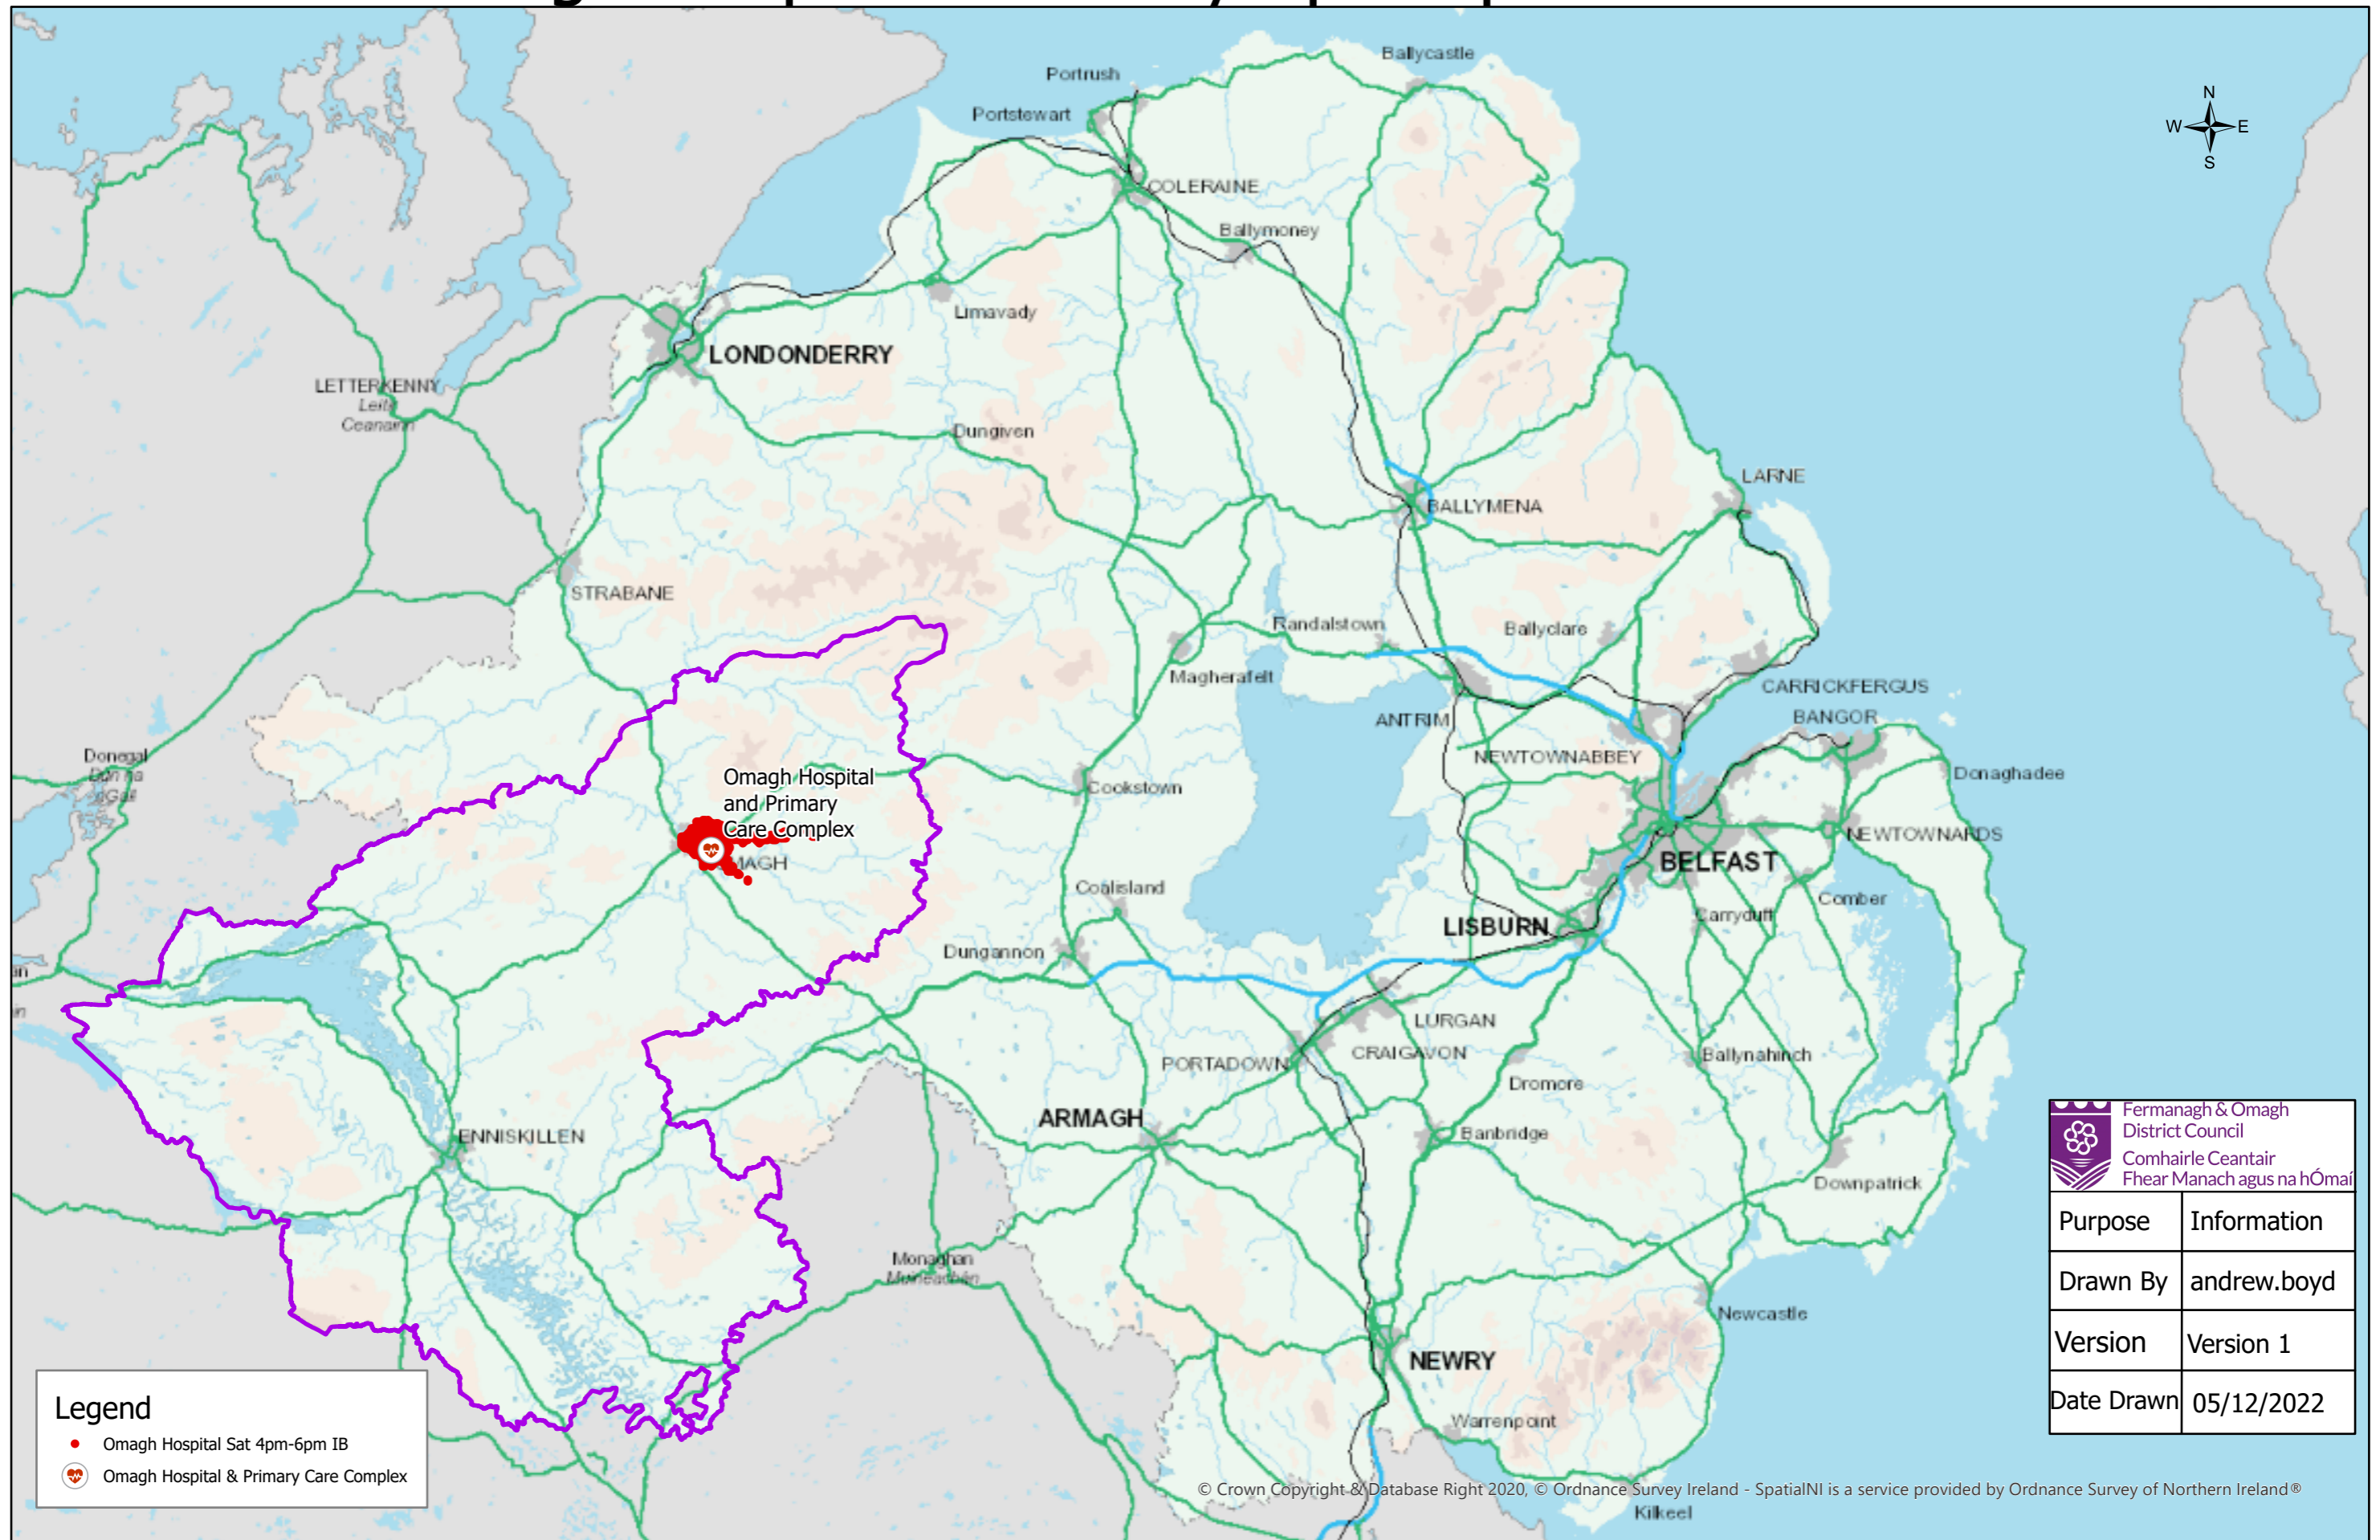 Ballycastle
Portrush
Portstewart
N
W E
S
COLERAINE
Ballymoney
Limavady
LONDONDERRY
LETTERKENNY
Ceanainn
Dungiven
LARNE
BALLYMENA
STRABANE
Randalstown
Ballyclare
Magherafelt
CARRICKFERGUS
ANTRIM
BANGOR
Donegal
NEWTOWNABBEY
Omagh Hospital
and Primary
Care Complex
Cookstown
Donaghadee
NEWTOWNARDS
MAGH
BELFAST
Coalisland
Comber
Carryduff
LISBURN
Dungannon
LURGAN
PORTADOWN
CRAIGAVON
Ballynahinch
Dromore
ARMAGH
ENNISKILLEN
Banbridge
Downpatrick
Monaghan
Muineachán
Newcastle
NEWRY
Warrenpoint
Kilkeel
Fermanagh & Omagh
District Council
Comhairle Ceantair
Fhear Manach agus na hÓmaí
Purpose Information
Drawn By andrew.boyd
Version Version 1
Date Drawn 05/12/2022
Legend
Omagh Hospital Sat 4pm-6pm IB
Omagh Hospital & Primary Care Complex
© Crown Copyright & Database Right 2020, © Ordnance Survey Ireland - SpatialNI is a service provided by Ordnance Survey of Northern Ireland®